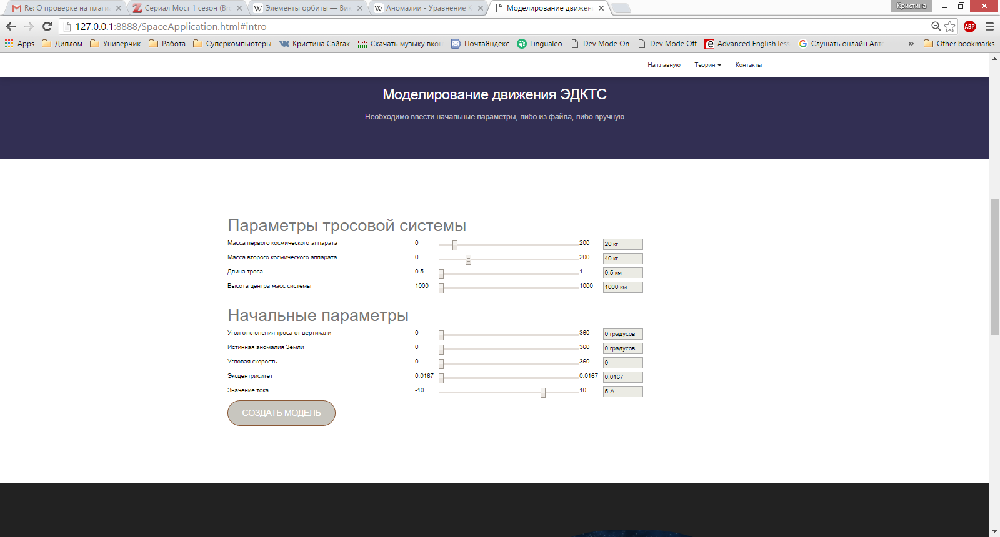 Re: О проверке на плаги
Сериал Мост 1 сезон (Bro
Элементы орбиты — Вик
Аномалии - Уравнение К
Моделирование движен
Кристина
127.0.0.1:8888/SpaceApplication.html#intro
ABP
Apps Диплом Универчик Работа Суперкомпьютеры Кристина Сайгак Скачать музыку вкон ПочтаЯндекс Lingualeo Dev Mode On Dev Mode Off Advanced English less Слушать онлайн Авто » Other bookmarks
На главную Теория Контакты
Моделирование движения ЭДКТС
Необходимо ввести начальные параметры, либо из файла, либо вручную
Параметры тросовой системы
Масса первого космического аппарата 0 200 20 кг
Масса второго космического аппарата 0 200 40 кг
Длина троса 0.5 1 0.5 км
Высота центра масс системы 1000 1000 1000 км
Начальные параметры
Угол отклонения троса от вертикали 0 360 0 градусов
Истинная аномалия Земли 0 360 0 градусов
Угловая скорость 0 360 0
Эксцентриситет 0.0167 0.0167 0.0167
Значение тока -10 10 5 А
СОЗДАТЬ МОДЕЛЬ